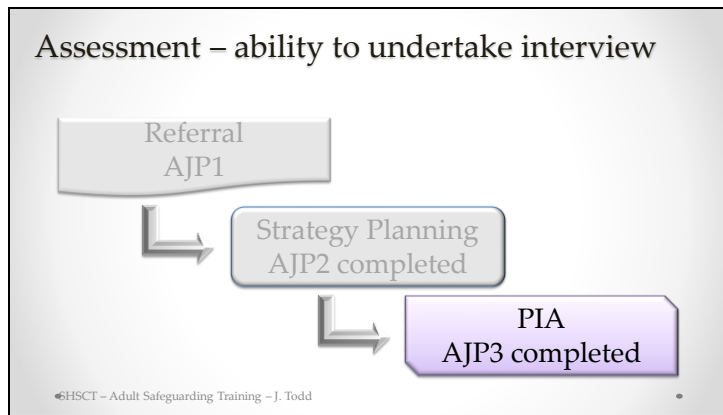 Assessment – ability to undertake interview
Referral
AJP1
Strategy Planning
AJP2 completed
PIA
AJP3 completed
SHSCT – Adult Safeguarding Training – J. Todd